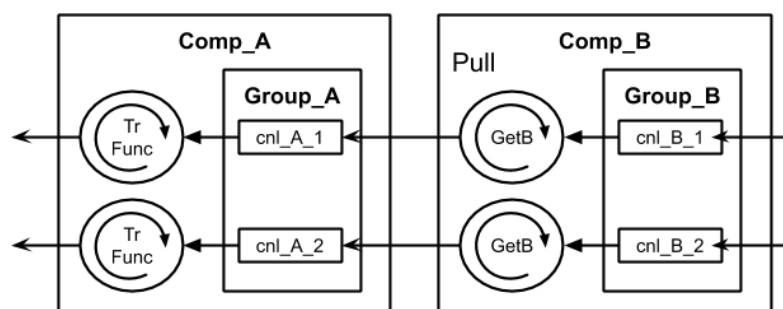 Comp_A
Comp_B
Pull
Group_A
Group_B
Tr
Func
cnl_A_1
GetB
cnl_B_1
Tr
Func
cnl_A_2
GetB
cnl_B_2